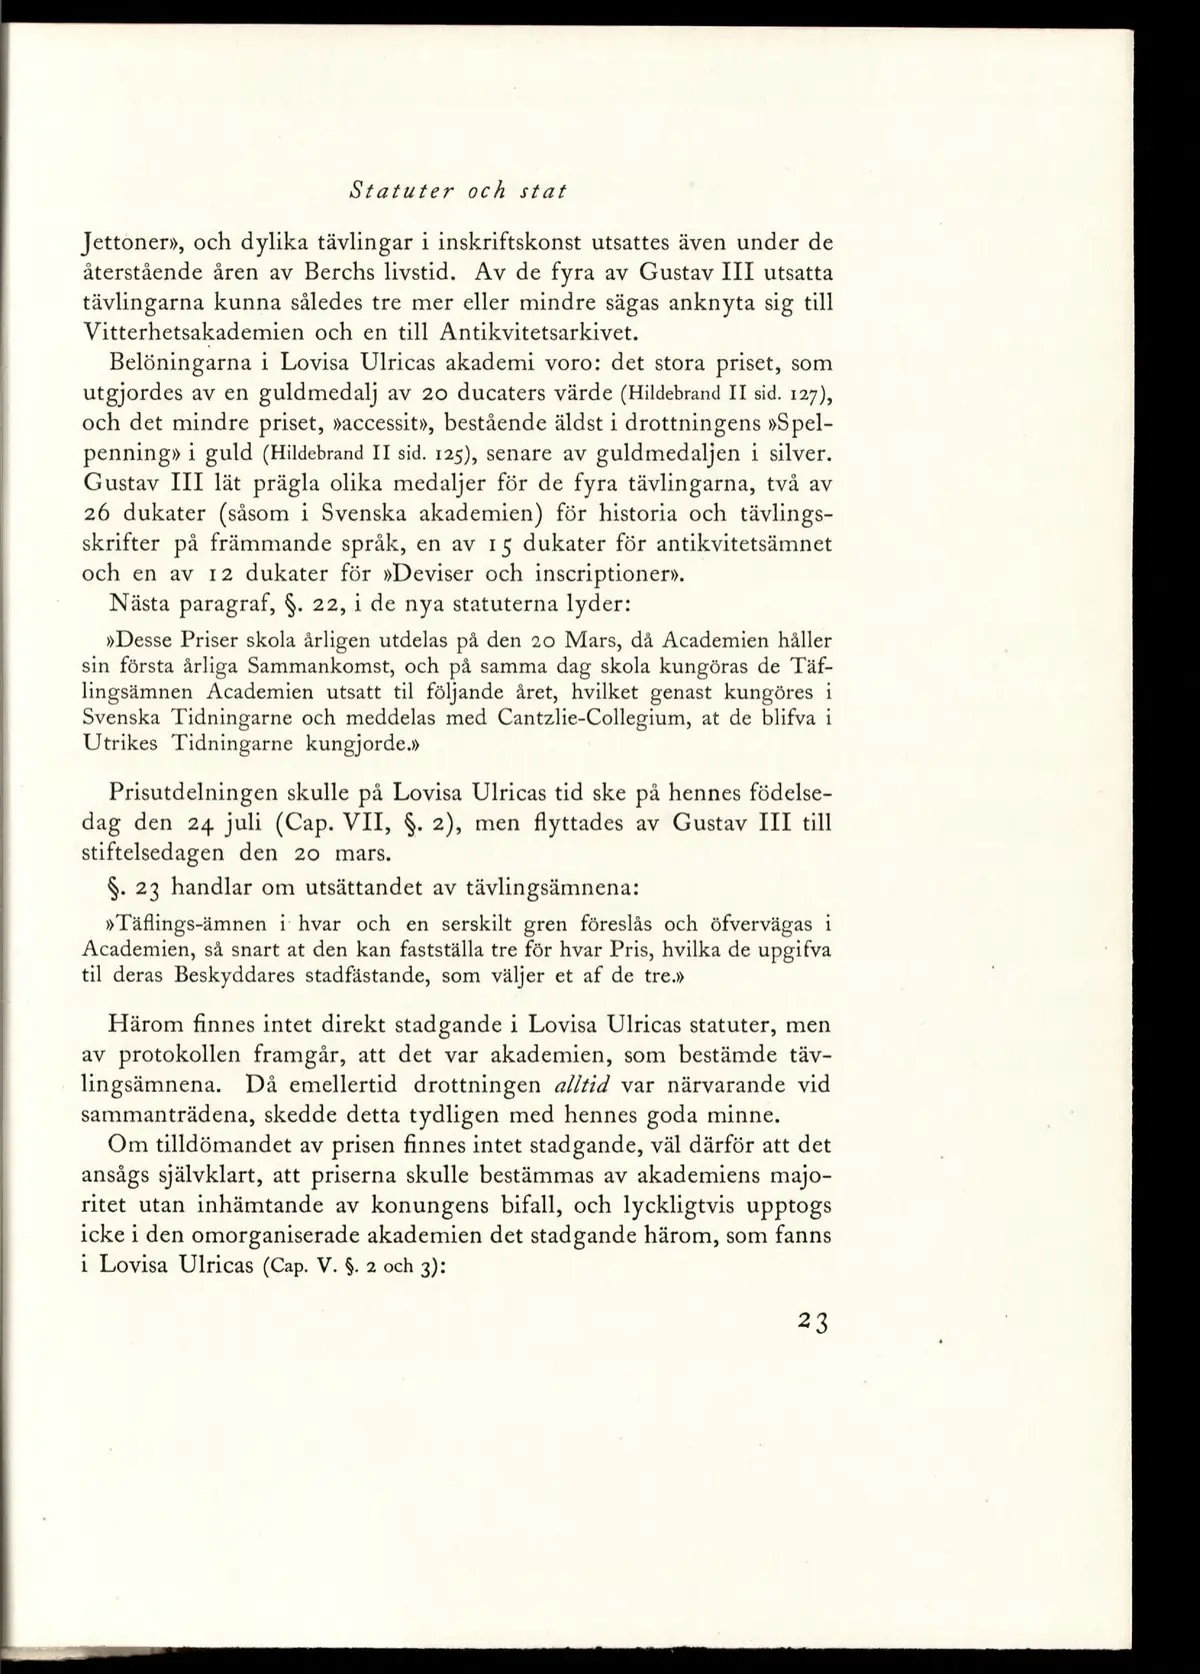 Statuter och stat
Jettoner», och dylika tävlingar i inskriftskonst utsattes även under de
återstående åren av Berchs livstid. Av de fyra av Gustav III utsatta
tävlingarna kunna således tre mer eller mindre sägas anknyta sig till
Vitterhetsakademien och en till Antikvitetsarkivet.
Belöningarna i Lovisa Ulricas akademi voro: det stora priset, som
utgjordes av en guldmedalj av 20 ducaters värde (Hildebrand II sid. 127),
och det mindre priset, »accessit», bestående äldst i drottningens »Spel-
penning» i guld (Hildebrand II sid. 125), senare av guldmedaljen i silver.
Gustav III lät prägla olika medaljer för de fyra tävlingarna, två av
26 dukater (såsom i Svenska akademien) för historia och tävlings-
skrifter på främmande språk, en av 15 dukater för antikvitetsämnet
och en av 12 dukater för »Deviser och inscriptioner».
Nästa paragraf, §. 22, i de nya statuterna lyder:
»Desse Priser skola årligen utdelas på den 20 Mars, då Academien håller
sin första årliga Sammankomst, och på samma dag skola kungöras de Täf-
lingsämnen Academien utsatt til följande året, hvilket genast kungöres i
Svenska Tidningarne och meddelas med Cantzlie-Collegium, at de blifva i
Utrikes Tidningarne kungjorde.»
Prisutdelningen skulle på Lovisa Ulricas tid ske på hennes födelse-
dag den 24 juli (Cap. VII, §. 2), men flyttades av Gustav III till
stiftelsedagen den 20 mars.
§. 23 handlar om utsättandet av tävlingsämnena:
»Täflings-ämnen i hvar och en serskilt gren föreslås och öfvervägas i
Academien, så snart at den kan fastställa tre för hvar Pris, hvilka de upgifva
til deras Beskyddares stadfästande, som väljer et af de tre.»
Härom finnes intet direkt stadgande i Lovisa Ulricas statuter, men
av protokollen framgår, att det var akademien, som bestämde täv-
lingsämnena. Då emellertid drottningen alltid var närvarande vid
sammanträdena, skedde detta tydligen med hennes goda minne.
Om tilldömandet av prisen finnes intet stadgande, väl därför att det
ansågs självklart, att priserna skulle bestämmas av akademiens majo-
ritet utan inhämtande av konungens bifall, och lyckligtvis upptogs
icke i den omorganiserade akademien det stadgande härom, som fanns
i Lovisa Ulricas (Cap. V. §. 2 och 3):
23